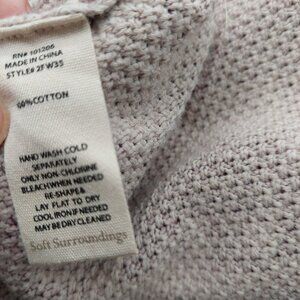 RN# 101206
MADE IN CHINA
STYLE# 2FW35
100%COTTON
HAND WASH COLD
SEPARATELY
ONLY NON-CHLORINE
BLEACH WHEN NEEDED
RE-SHAPE &
LAY FLAT TO DRY
COOL IRON IF NEEDED
MAY BE DRY CLEANED
Soft Surroundings